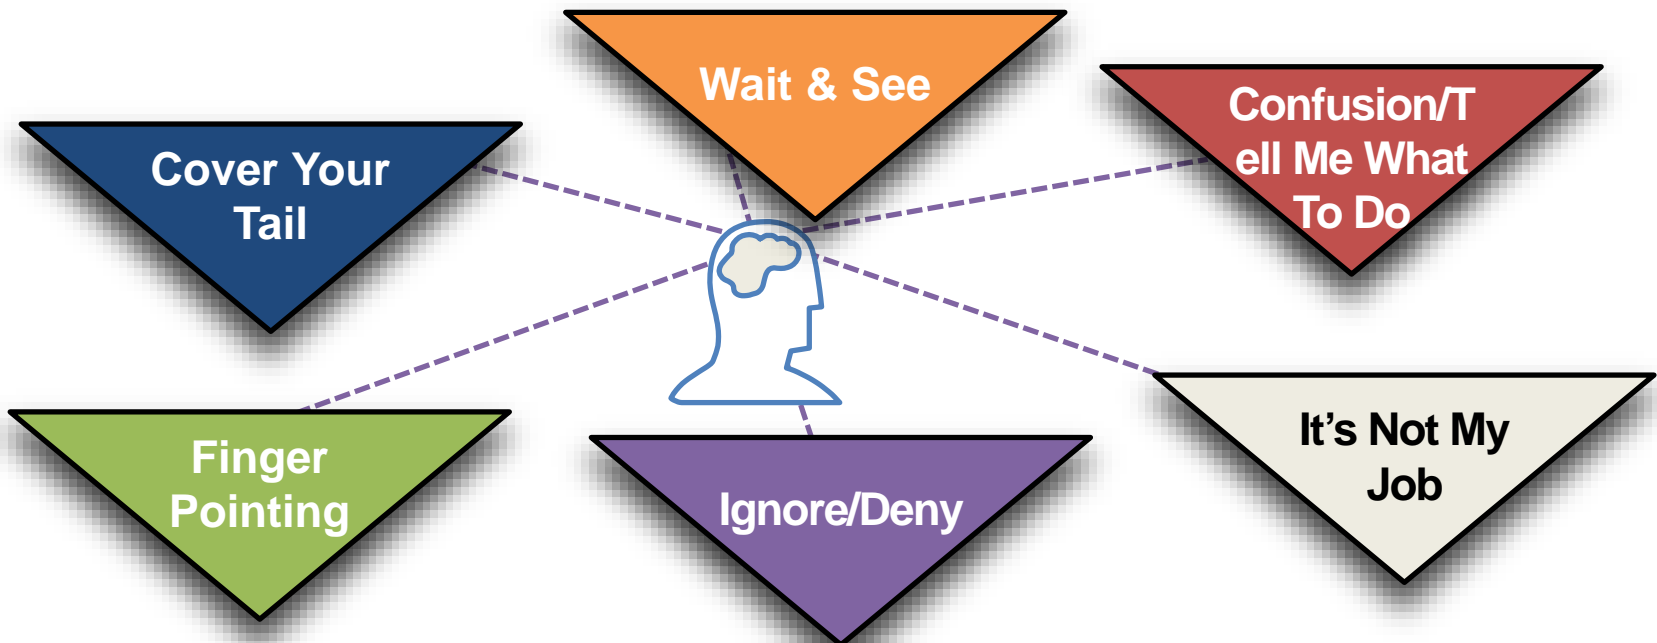 Wait & See
Confusion/T
ell Me What
To Do
Cover Your
Tail
It’s Not My
Job
Finger
Pointing
Ignore/Deny